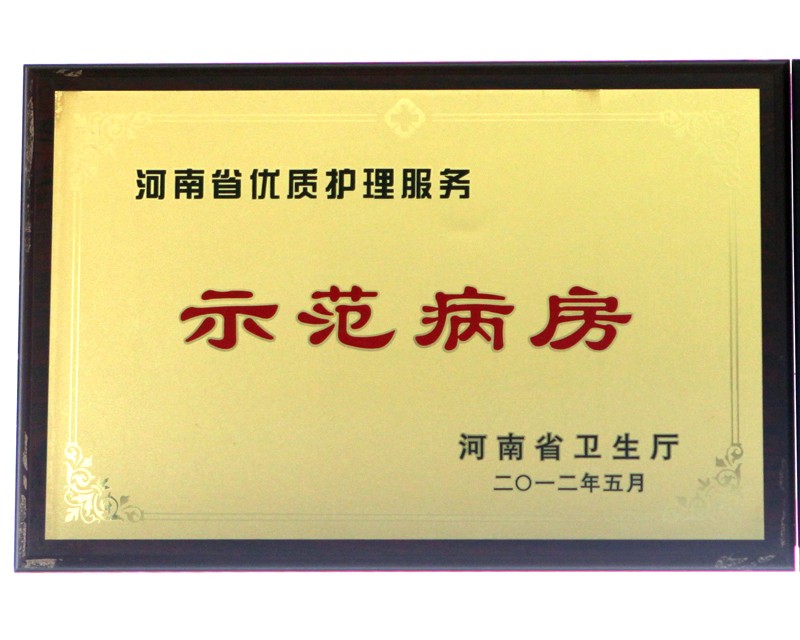 河南省优质护理服务
示范病房
河南省卫生厅
二〇一二年五月